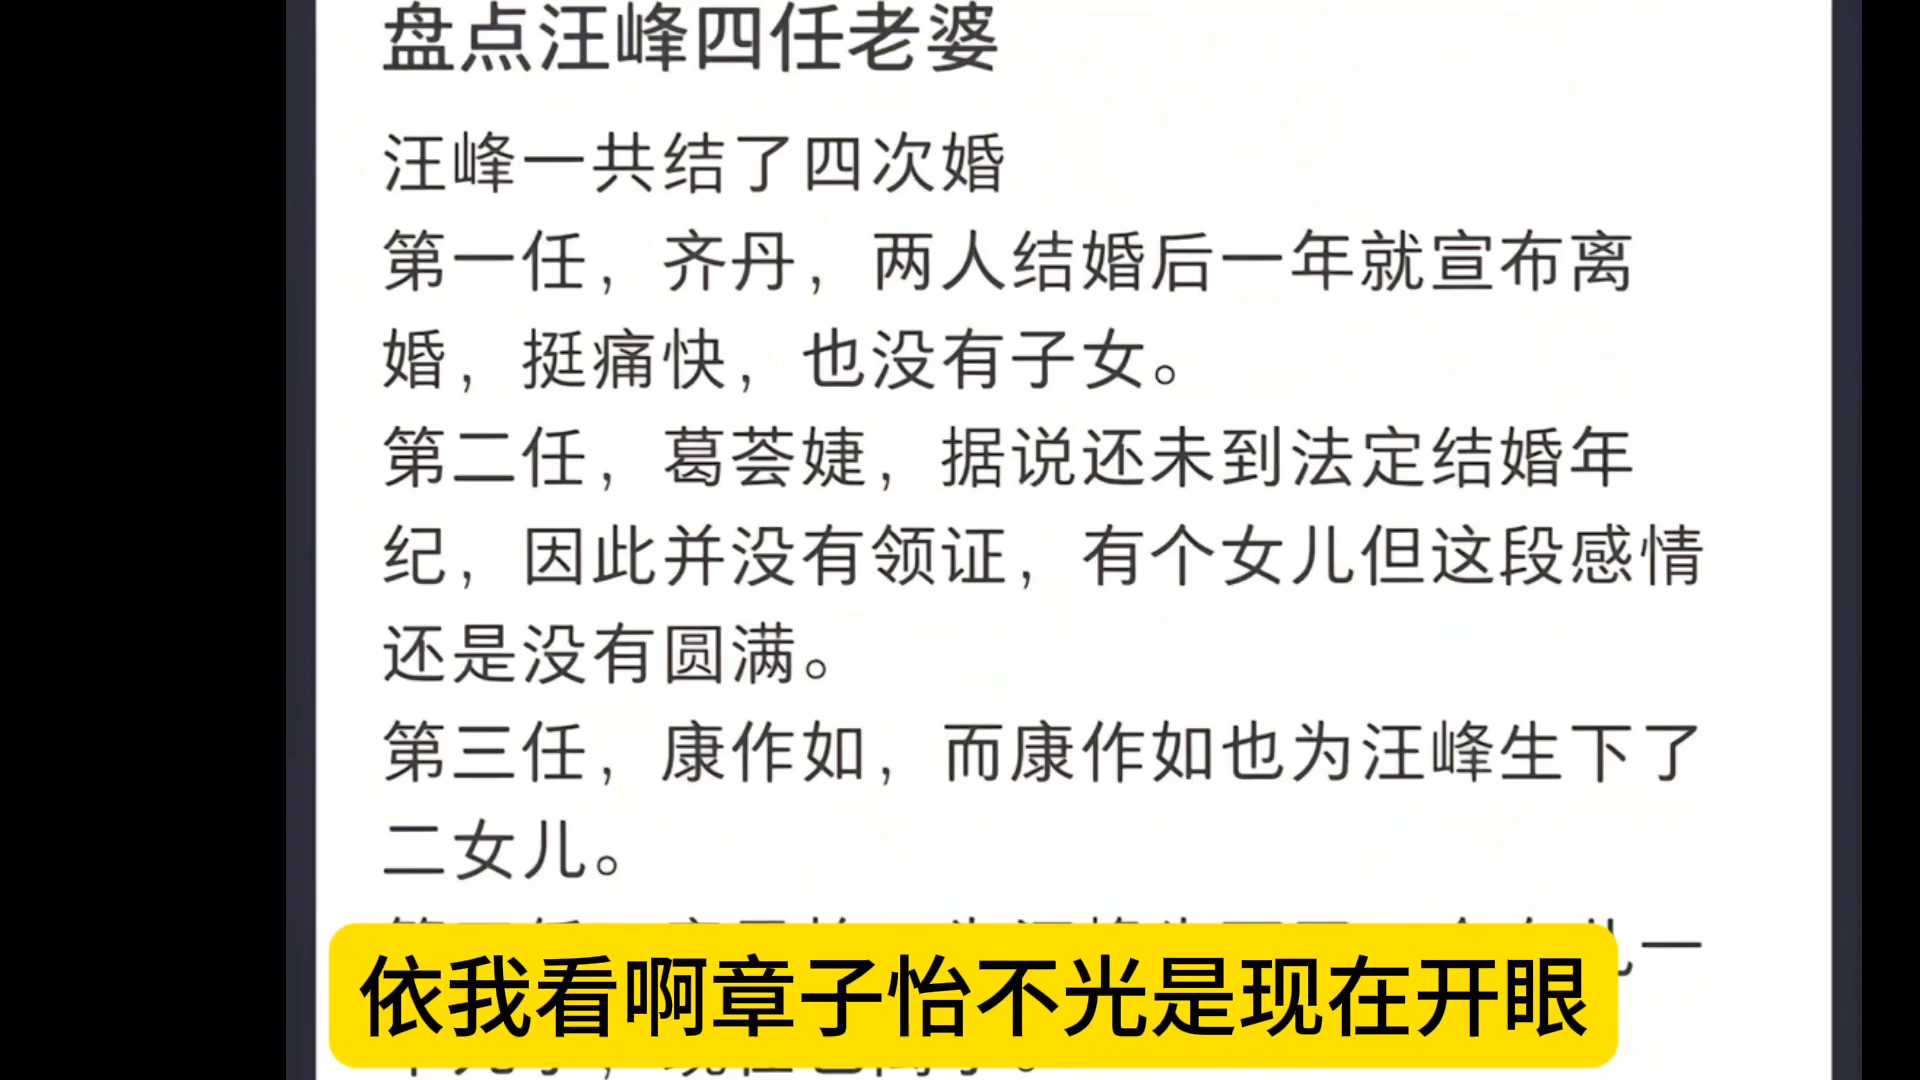 盘点汪峰四任老婆
汪峰一共结了四次婚
第一任，齐丹，两人结婚后一年就宣布离
婚，挺痛快，也没有子女。
第二任，葛荟婕，据说还未到法定结婚年
纪，因此并没有领证，有个女儿但这段感情
还是没有圆满。
第三任，康作如，而康作如也为汪峰生下了
二女儿。
一
依我看啊章子怡不光是现在开眼